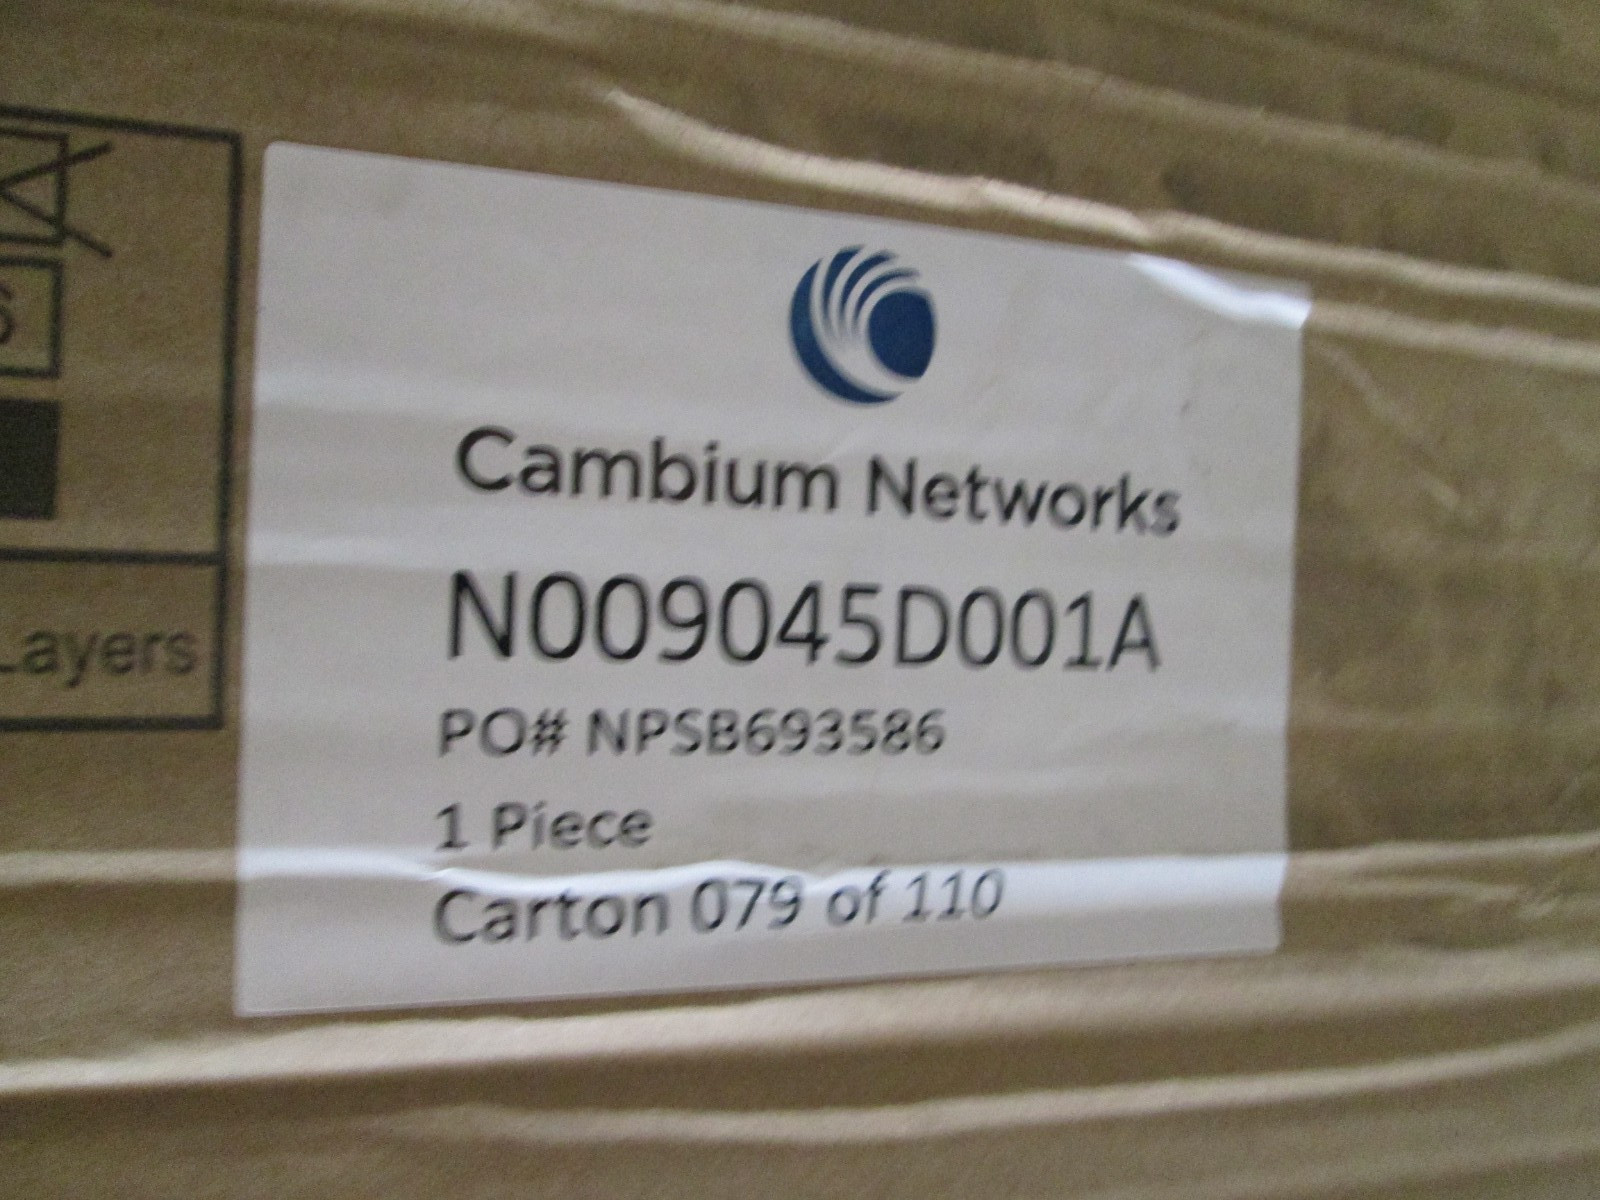 Cambium Networks
N009045D001A
PO# NPSB693586
1 Piece
Carton 079 of 110
Layers